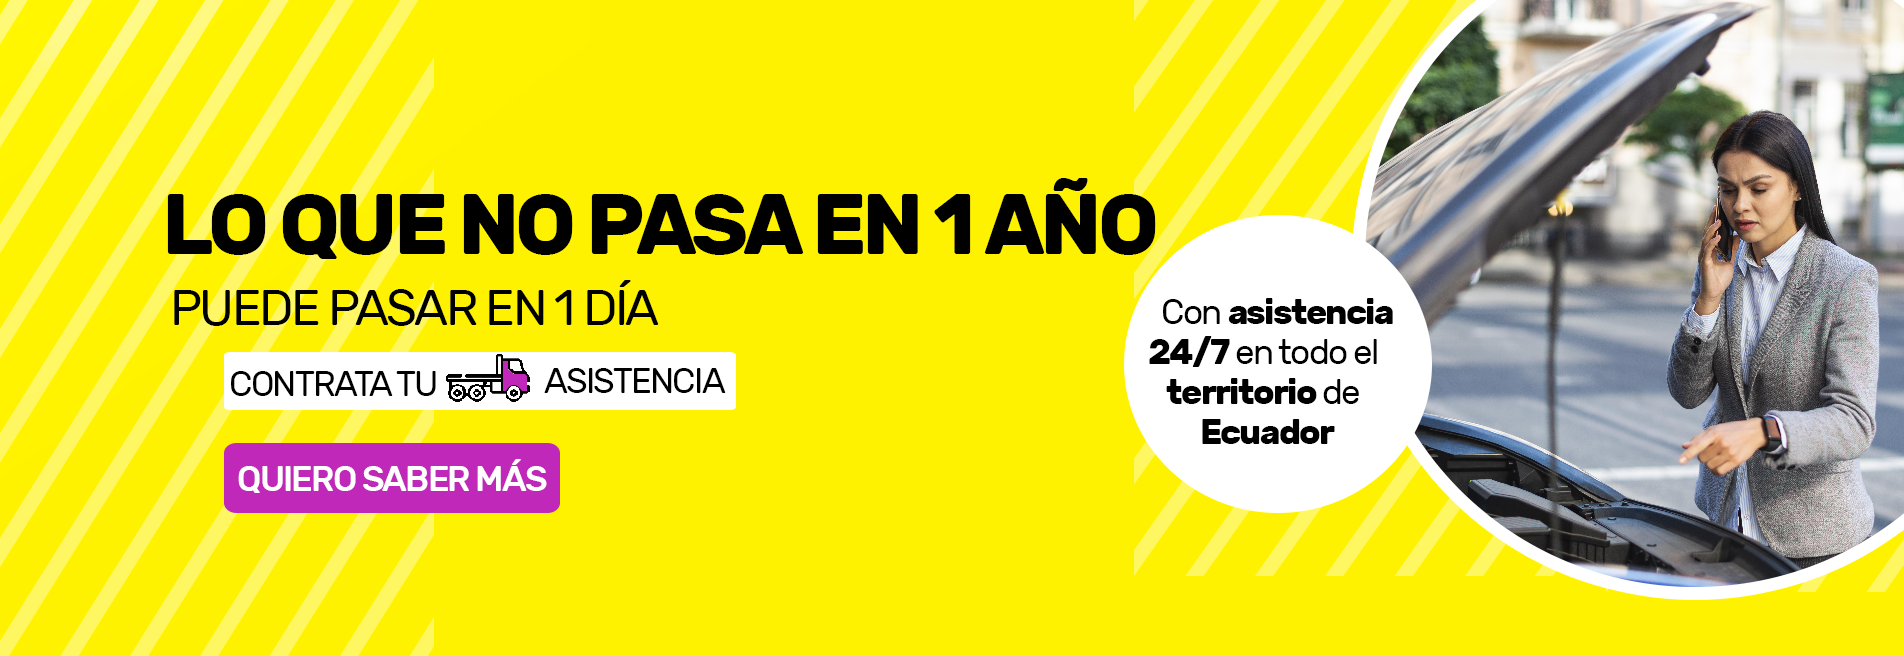 LO QUE NO PASA EN 1 AÑO
PUEDE PASAR EN 1 DÍA
CONTRATA TU ASISTENCIA
QUIERO SABER MÁS
Con asistencia
24/7 en todo el
territorio de
Ecuador